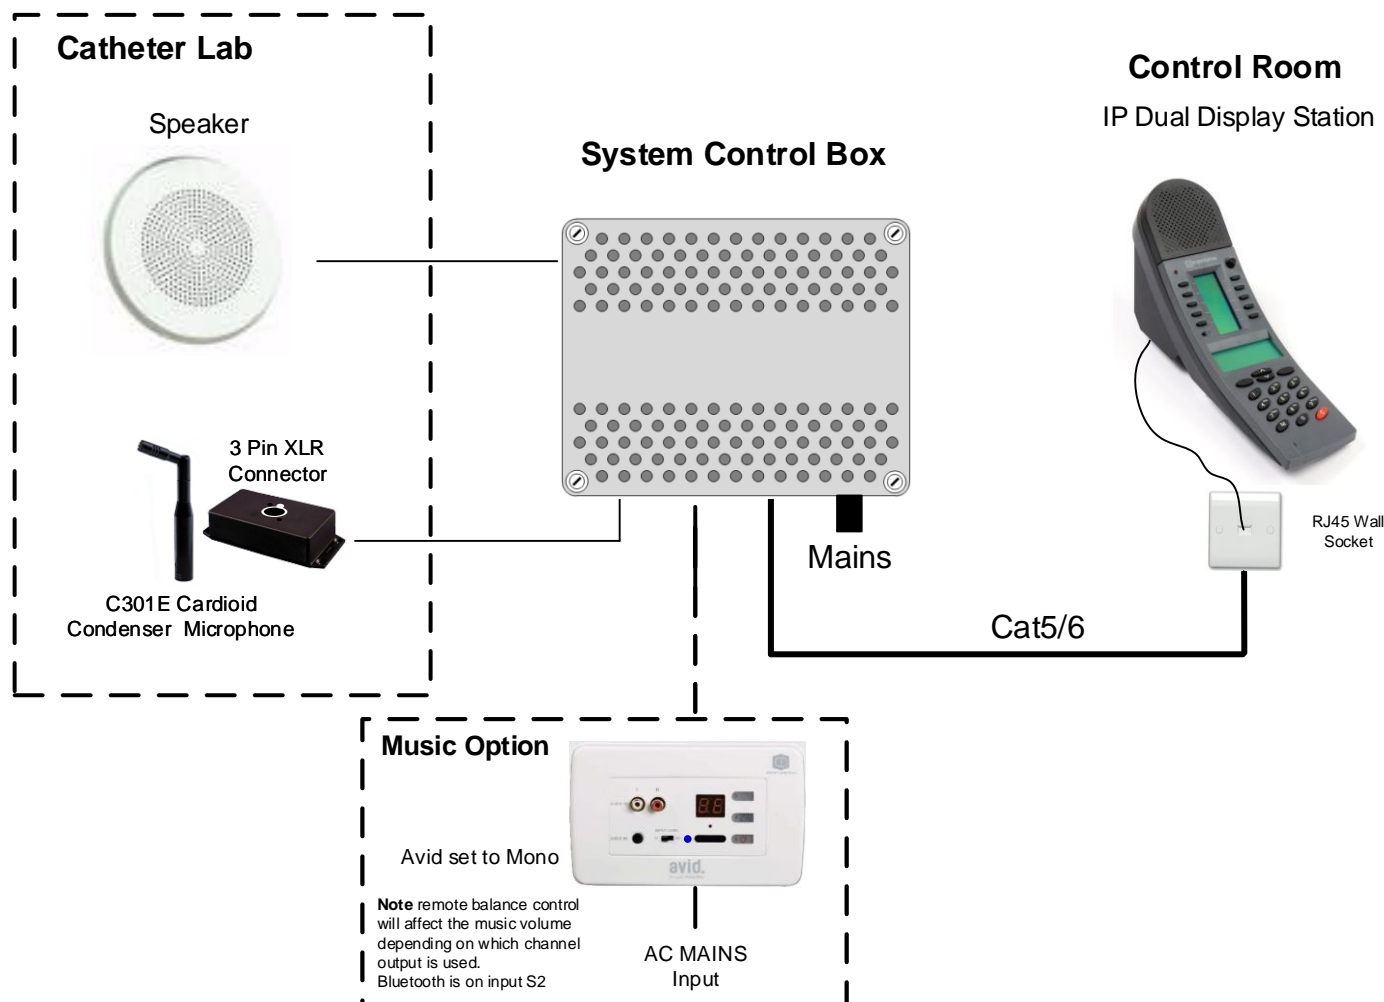 Catheter Lab
Speaker
3 Pin XLR
Connector
C301E Cardioid
Condenser Microphone
System Control Box
Mains
Control Room
IP Dual Display Station
RJ45 Wall
Socket
Cat5/6
Music Option
Avid set to Mono
avid.
Note remote balance control
will affect the music volume
depending on which channel
output is used.
Bluetooth is on input S2
AC MAINS
Input